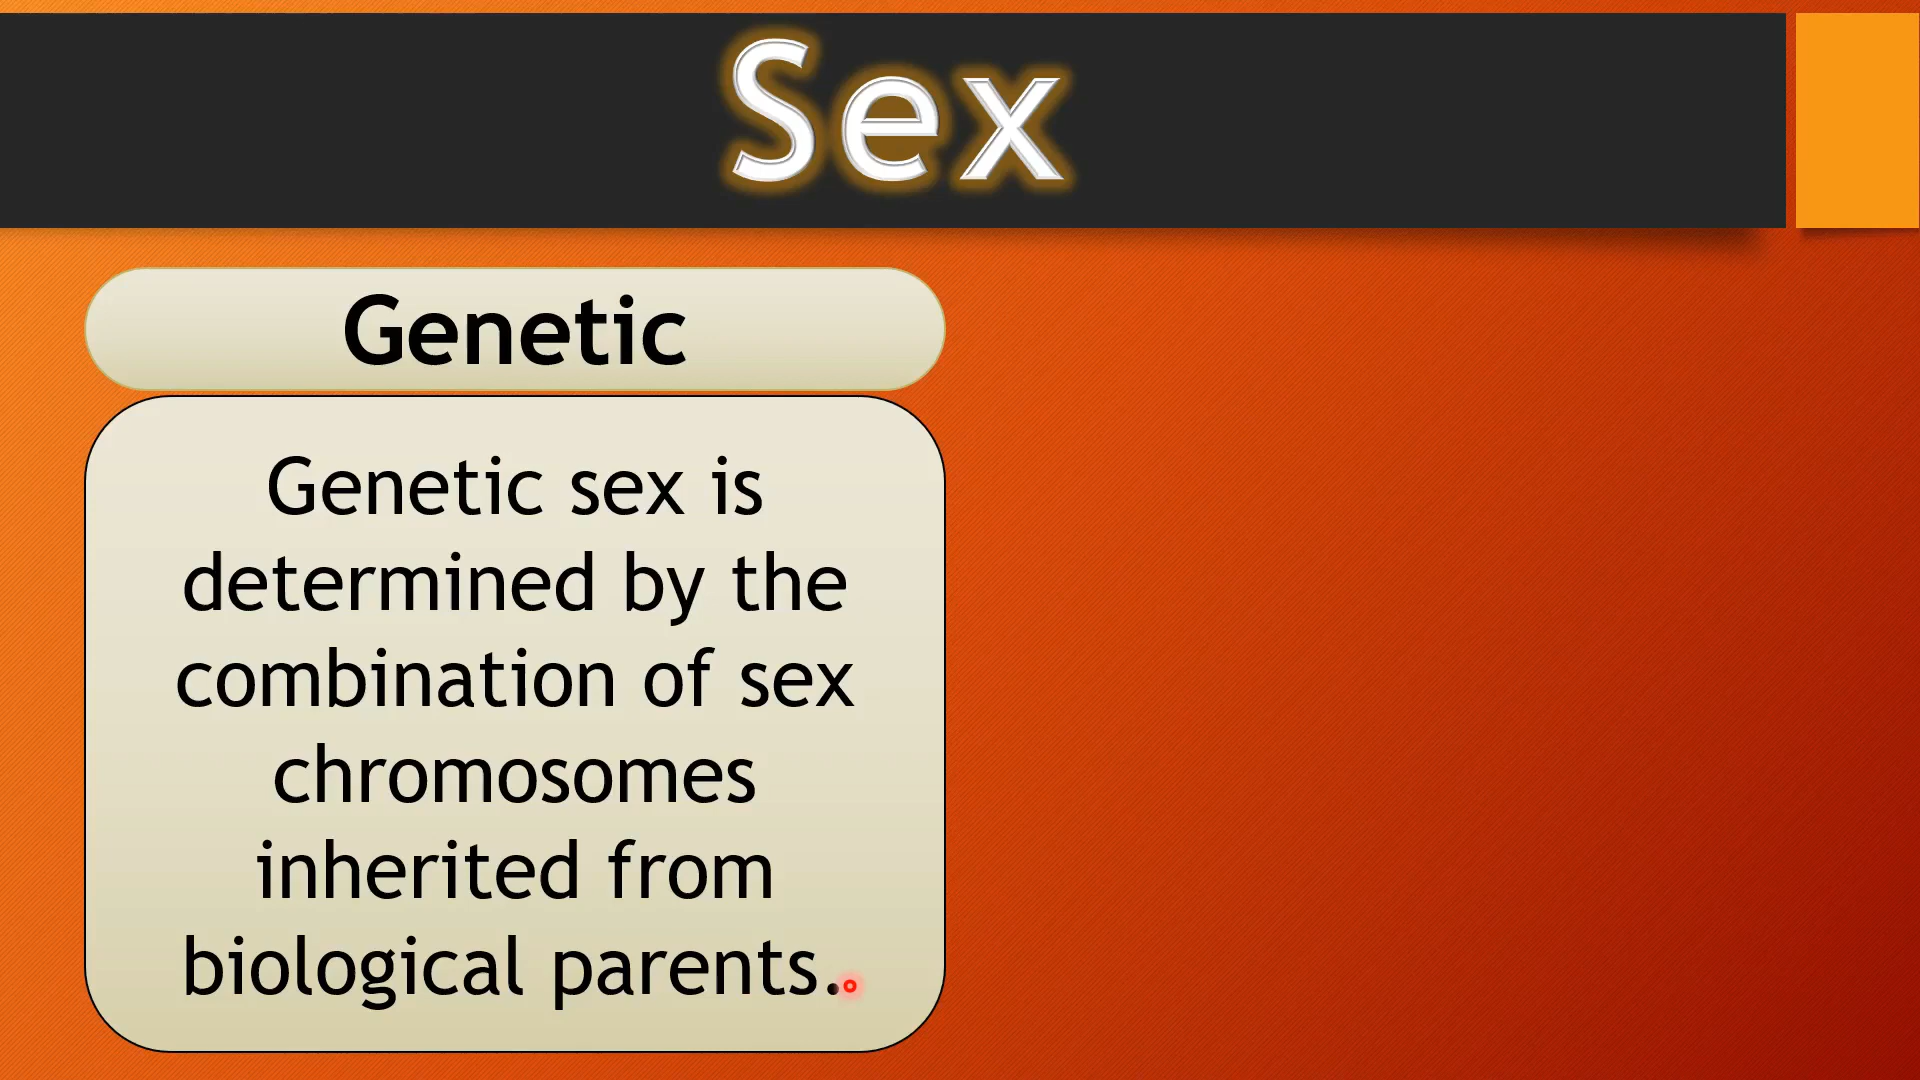 Sex
Genetic
Genetic sex is
determined by the
combination of sex
chromosomes
inherited from
biological parents.